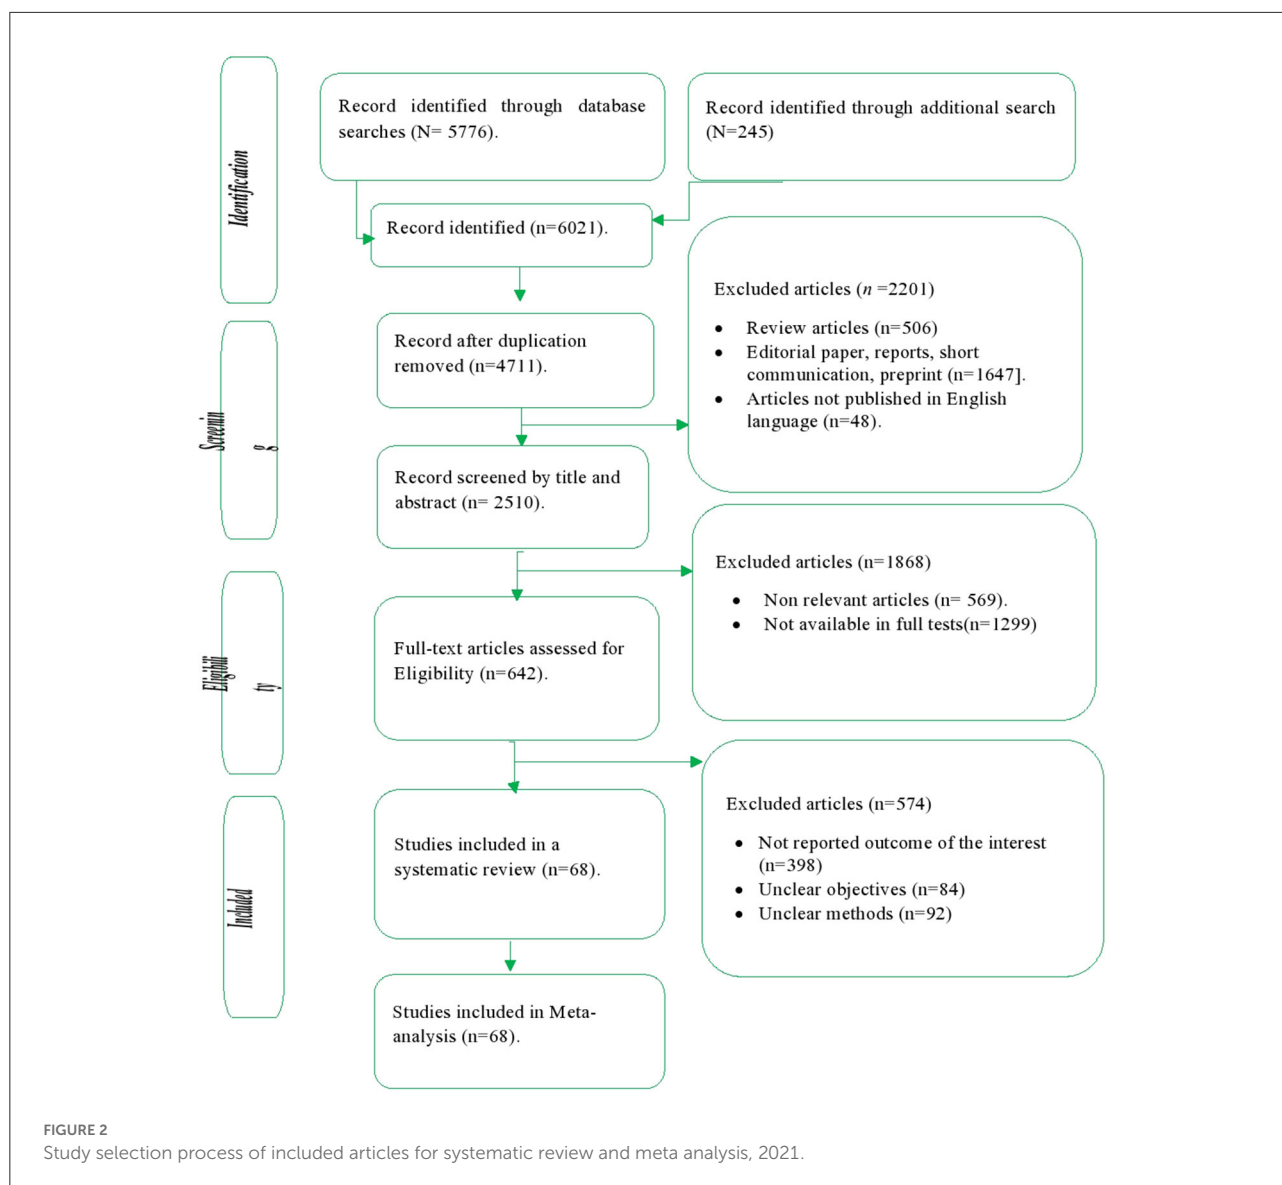 Identification
Record identified through database
searches (N= 5776).
Record identified through additional search
(N=245)
Record identified (n=6021).
Screenin
g
Record after duplication
removed (n=4711).
Excluded articles (n =2201)
• Review articles (n=506)
• Editorial paper, reports, short
communication, preprint (n=1647].
• Articles not published in English
language (n=48).
Record screened by title and
abstract (n= 2510).
Excluded articles (n=1868)
• Non relevant articles (n= 569).
• Not available in full tests(n=1299)
Eligibili
ty
Full-text articles assessed for
Eligibility (n=642).
Excluded articles (n=574)
• Not reported outcome of the interest
(n=398)
• Unclear objectives (n=84)
• Unclear methods (n=92)
Included
Studies included in a
systematic review (n=68).
Studies included in Meta-
analysis (n=68).
FIGURE 2
Study selection process of included articles for systematic review and meta analysis, 2021.